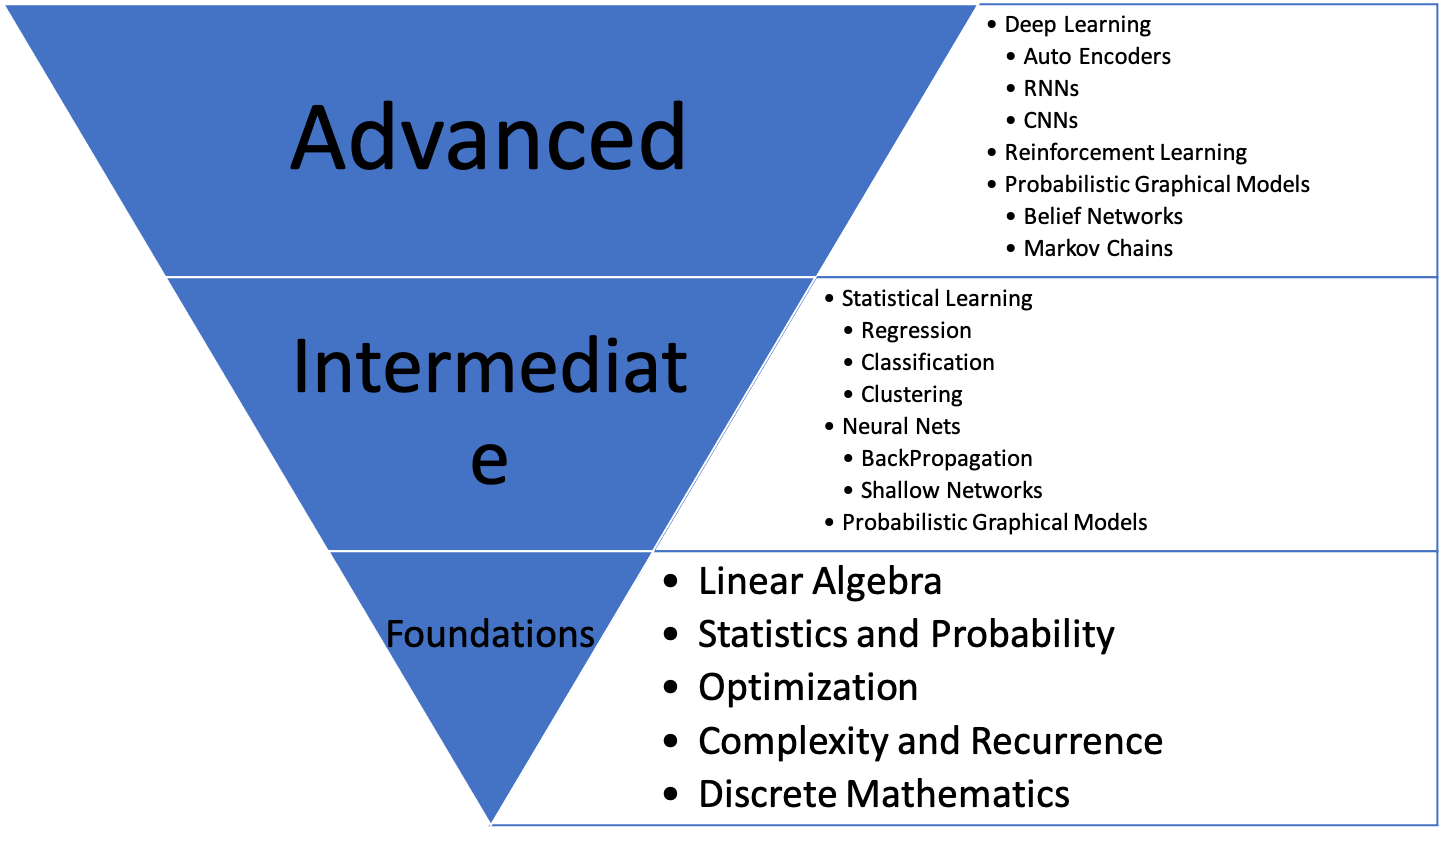 Advanced
• Deep Learning
• Auto Encoders
• RNNs
• CNNs
• Reinforcement Learning
• Probabilistic Graphical Models
• Belief Networks
• Markov Chains
Intermediat
e
• Statistical Learning
• Regression
• Classification
• Clustering
• Neural Nets
• BackPropagation
• Shallow Networks
• Probabilistic Graphical Models
Foundations
• Linear Algebra
• Statistics and Probability
• Optimization
• Complexity and Recurrence
• Discrete Mathematics